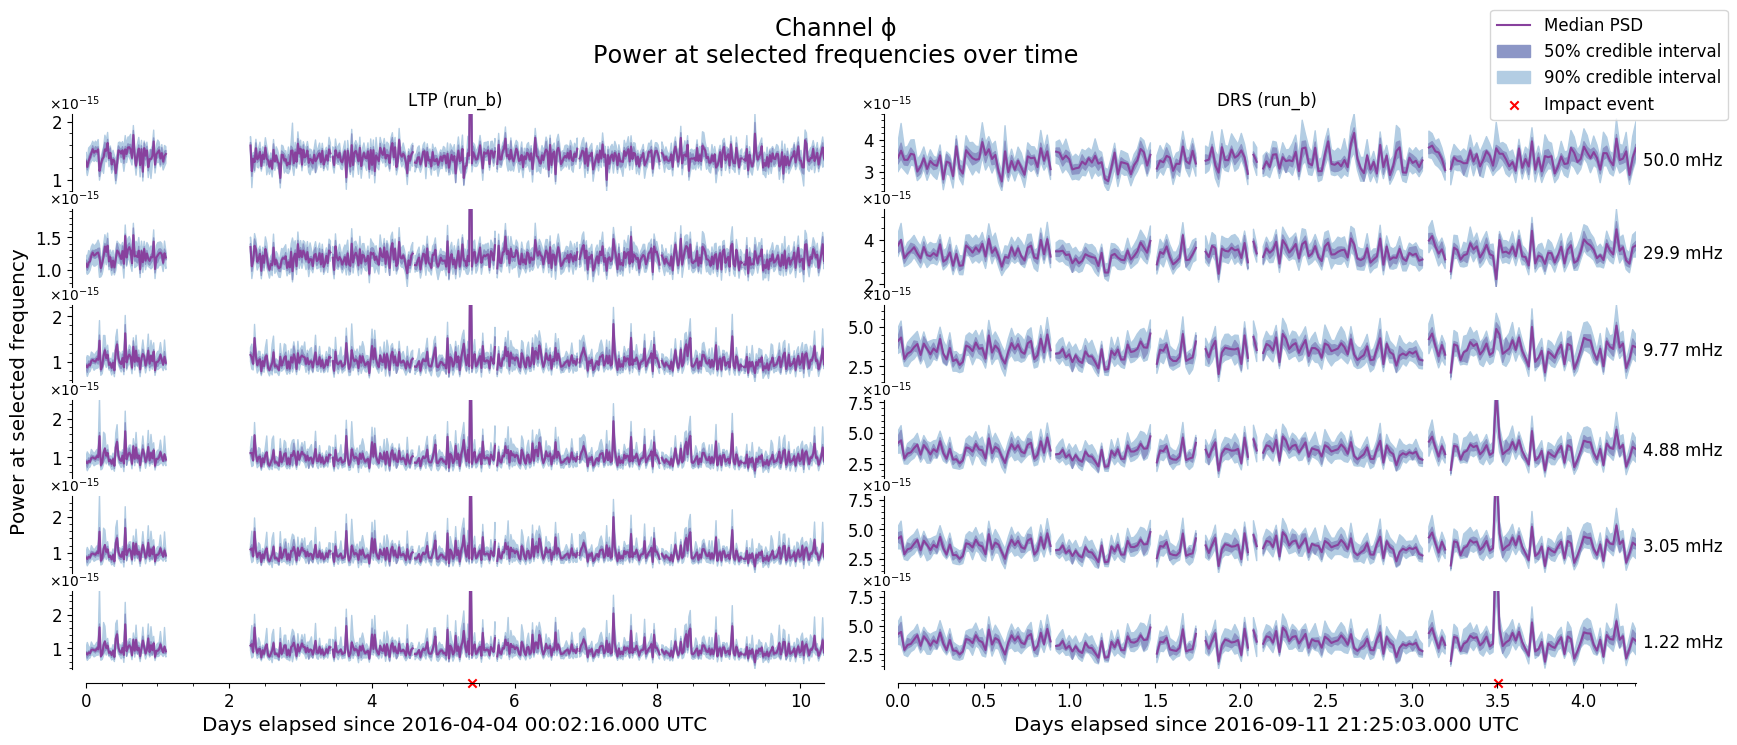 Channel ϕ
Power at selected frequencies over time
Median PSD
50% credible interval
90% credible interval
Impact event
LTP (run_b)
DRS (run_b)
Power at selected frequency
×10⁻¹⁵
2
1
×10⁻¹⁵
4
3
50.0 mHz
×10⁻¹⁵
1.5
1.0
×10⁻¹⁵
4
2
29.9 mHz
×10⁻¹⁵
2
1
×10⁻¹⁵
5.0
2.5
9.77 mHz
×10⁻¹⁵
2
1
×10⁻¹⁵
7.5
5.0
2.5
4.88 mHz
×10⁻¹⁵
2
1
×10⁻¹⁵
7.5
5.0
2.5
3.05 mHz
×10⁻¹⁵
2
1
×10⁻¹⁵
7.5
5.0
2.5
1.22 mHz
0 2 4 6 8 10
0.0 0.5 1.0 1.5 2.0 2.5 3.0 3.5 4.0
Days elapsed since 2016-04-04 00:02:16.000 UTC
Days elapsed since 2016-09-11 21:25:03.000 UTC